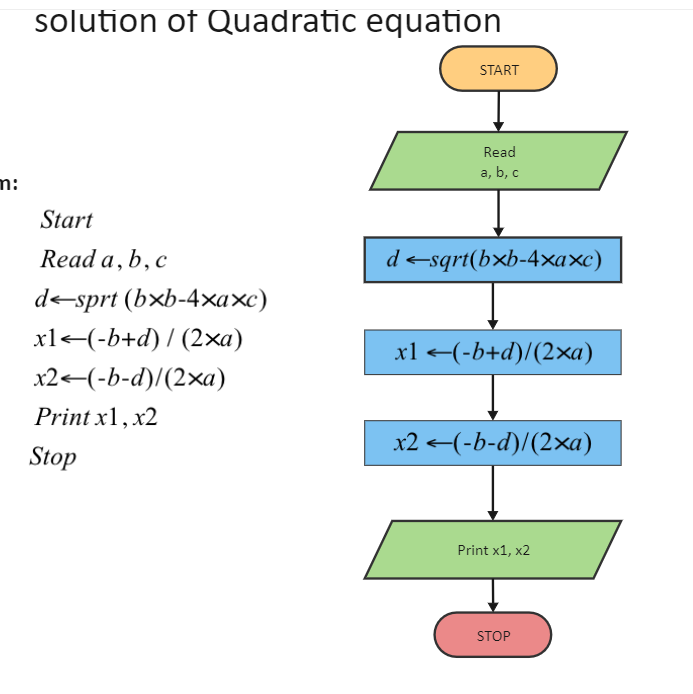 solution of Quadratic equation
m:
Start
Read a, b, c
d←sprt (b×b-4×a×c)
x1←(-b+d) / (2×a)
x2←(-b-d)/(2×a)
Print x1, x2
Stop
START
Read
a, b, c
d ←sqrt(b×b-4×a×c)
x1 ←(-b+d)/(2×a)
x2 ←(-b-d)/(2×a)
Print x1, x2
STOP